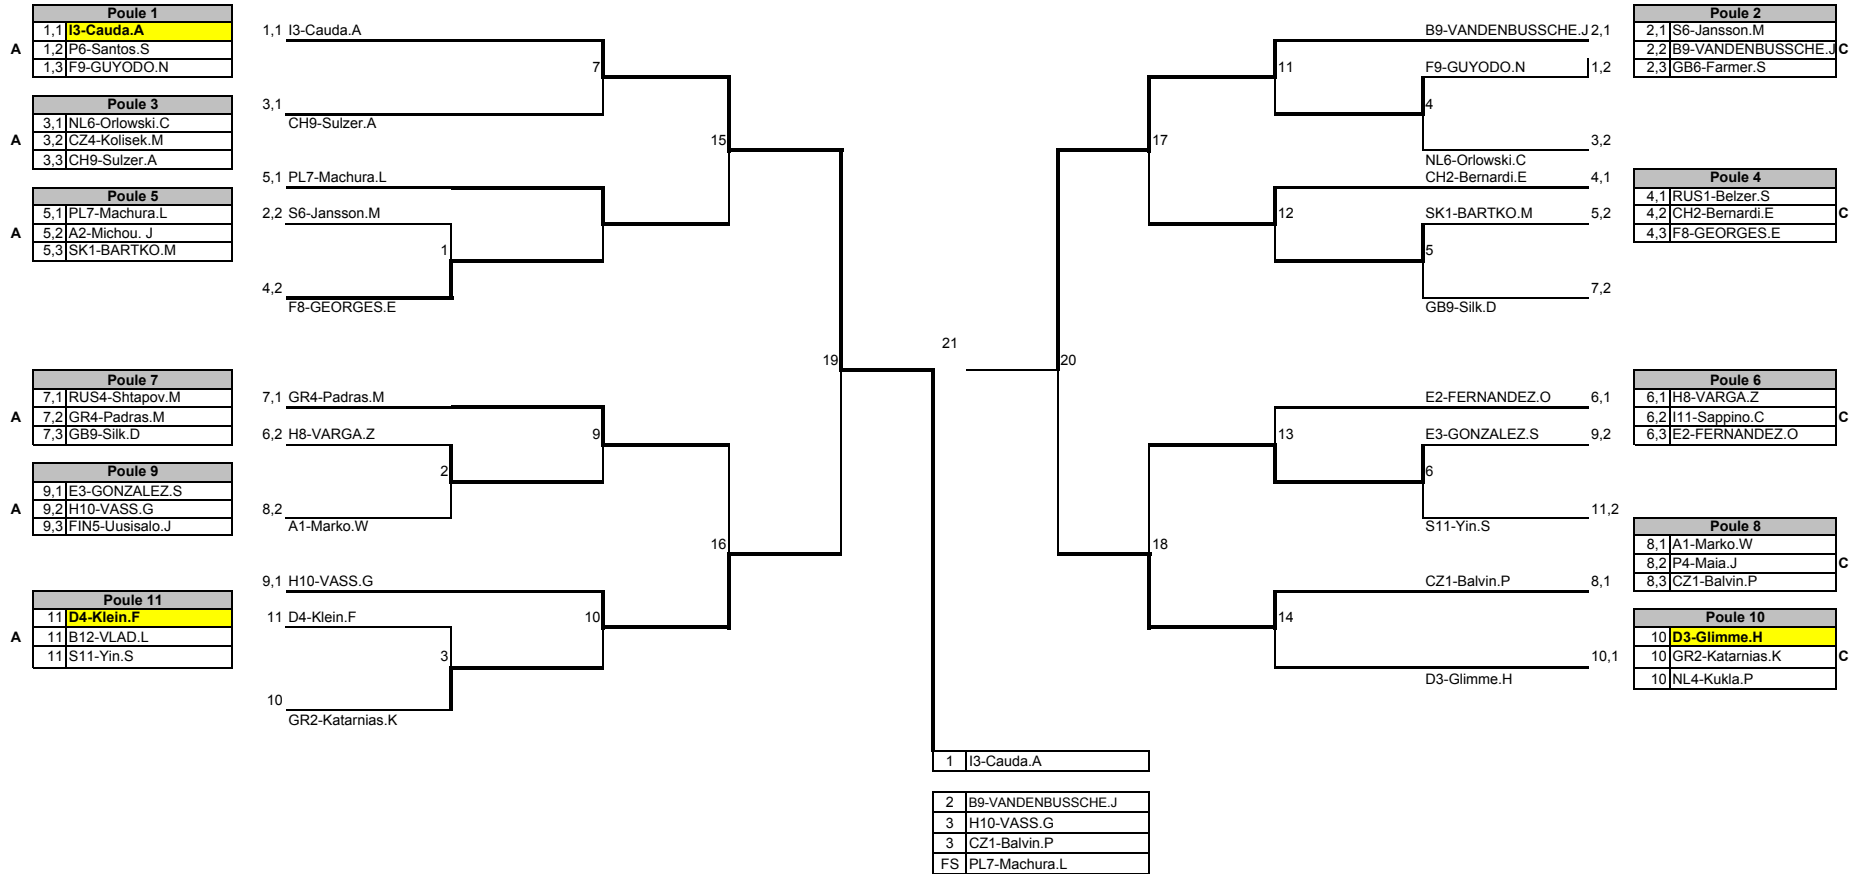 Poule 1
1,1 I3-Cauda.A
A 1,2 P6-Santos.S
1,3 F9-GUYODO.N
Poule 3
3,1 NL6-Orlowski.C
A 3,2 CZ4-Kolisek.M
3,3 CH9-Sulzer.A
Poule 5
5,1 PL7-Machura.L
A 5,2 A2-Michou. J
5,3 SK1-BARTKO.M
Poule 7
7,1 RUS4-Shtapov.M
A 7,2 GR4-Padras.M
7,3 GB9-Silk.D
Poule 9
9,1 E3-GONZALEZ.S
A 9,2 H10-VASS.G
9,3 FIN5-Uusisalo.J
Poule 11
11 D4-Klein.F
A 11 B12-VLAD.L
11 S11-Yin.S
1,1 I3-Cauda.A
7
3,1
CH9-Sulzer.A
15
5,1 PL7-Machura.L
2,2 S6-Jansson.M
1
4,2
F8-GEORGES.E
19
7,1 GR4-Padras.M
6,2 H8-VARGA.Z
9
2
8,2
A1-Marko.W
16
9,1 H10-VASS.G
11 D4-Klein.F
10
3
10
GR2-Katarnias.K
21
1 I3-Cauda.A
2 B9-VANDENBUSSCHE.J
3 H10-VASS.G
3 CZ1-Balvin.P
FS PL7-Machura.L
B9-VANDENBUSSCHE.J 2,1
11
F9-GUYODO.N 1,2
4
17
3,2
NL6-Orlowski.C
CH2-Bernardi.E 4,1
12
SK1-BARTKO.M 5,2
5
7,2
GB9-Silk.D
20
E2-FERNANDEZ.O 6,1
13
E3-GONZALEZ.S 9,2
6
11,2
S11-Yin.S
18
CZ1-Balvin.P 8,1
14
10,1
D3-Glimme.H
Poule 2
2,1 S6-Jansson.M
2,2 B9-VANDENBUSSCHE.J C
2,3 GB6-Farmer.S
Poule 4
4,1 RUS1-Belzer.S
4,2 CH2-Bernardi.E C
4,3 F8-GEORGES.E
Poule 6
6,1 H8-VARGA.Z
6,2 I11-Sappino.C C
6,3 E2-FERNANDEZ.O
Poule 8
8,1 A1-Marko.W
8,2 P4-Maia.J C
8,3 CZ1-Balvin.P
Poule 10
10 D3-Glimme.H
10 GR2-Katarnias.K C
10 NL4-Kukla.P